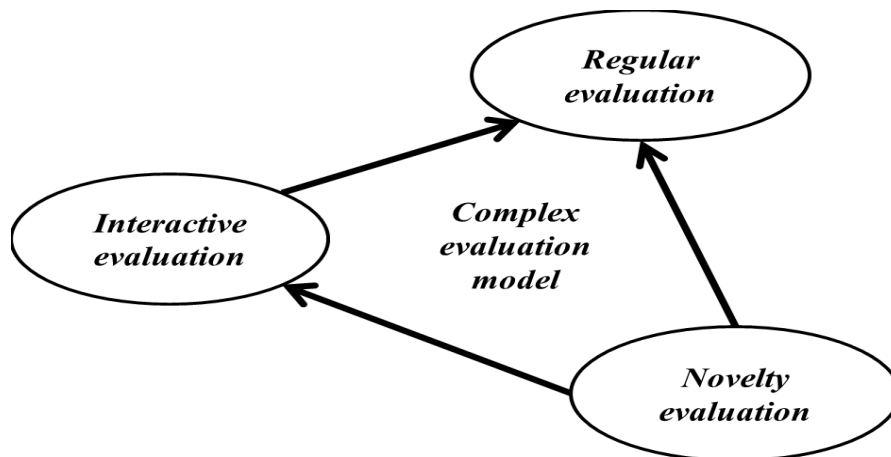 Regular
evaluation
Interactive
evaluation
Complex
evaluation
model
Novelty
evaluation